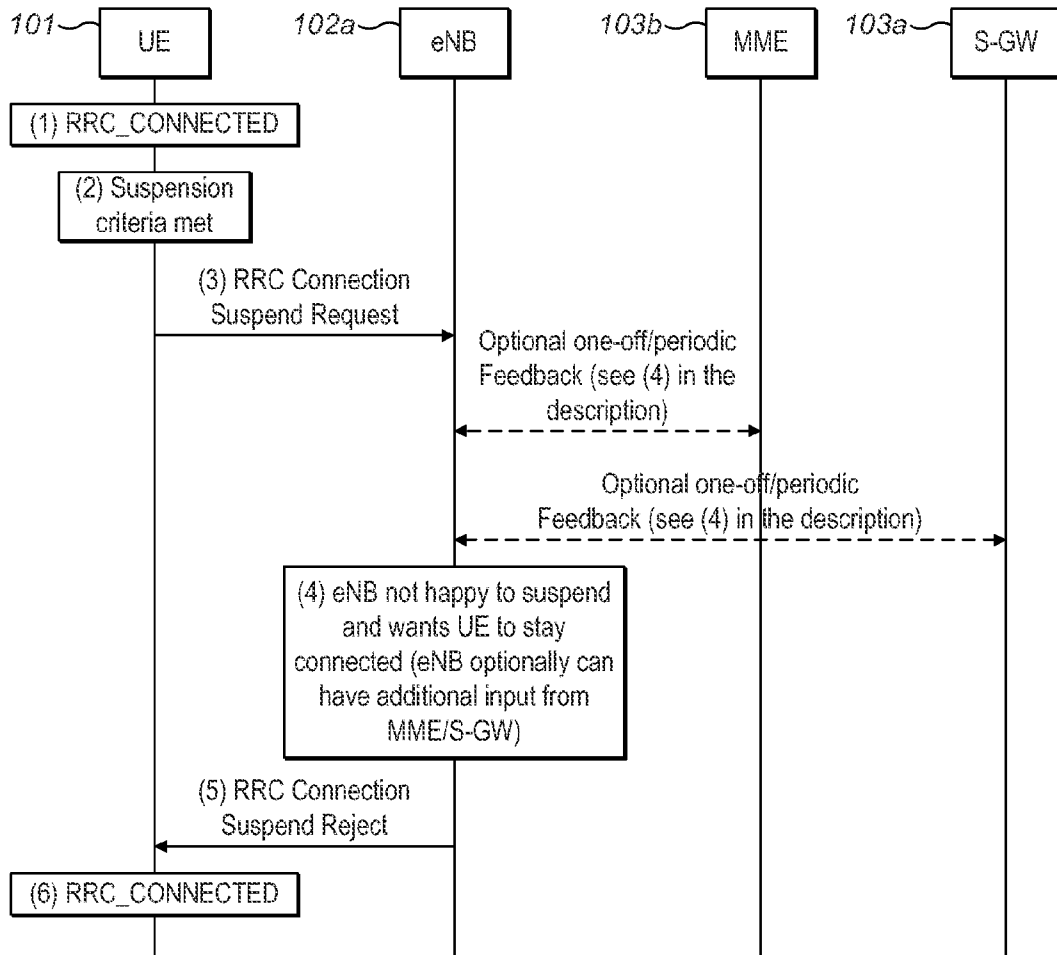 101
UE
102a
eNB
103b
MME
103a
S-GW
(1) RRC_CONNECTED
(2) Suspension
criteria met
(3) RRC Connection
Suspend Request
Optional one-off/periodic
Feedback (see (4) in the
description)
Optional one-off/periodic
Feedback (see (4) in the description)
(4) eNB not happy to suspend
and wants UE to stay
connected (eNB optionally can
have additional input from
MME/S-GW)
(5) RRC Connection
Suspend Reject
(6) RRC_CONNECTED